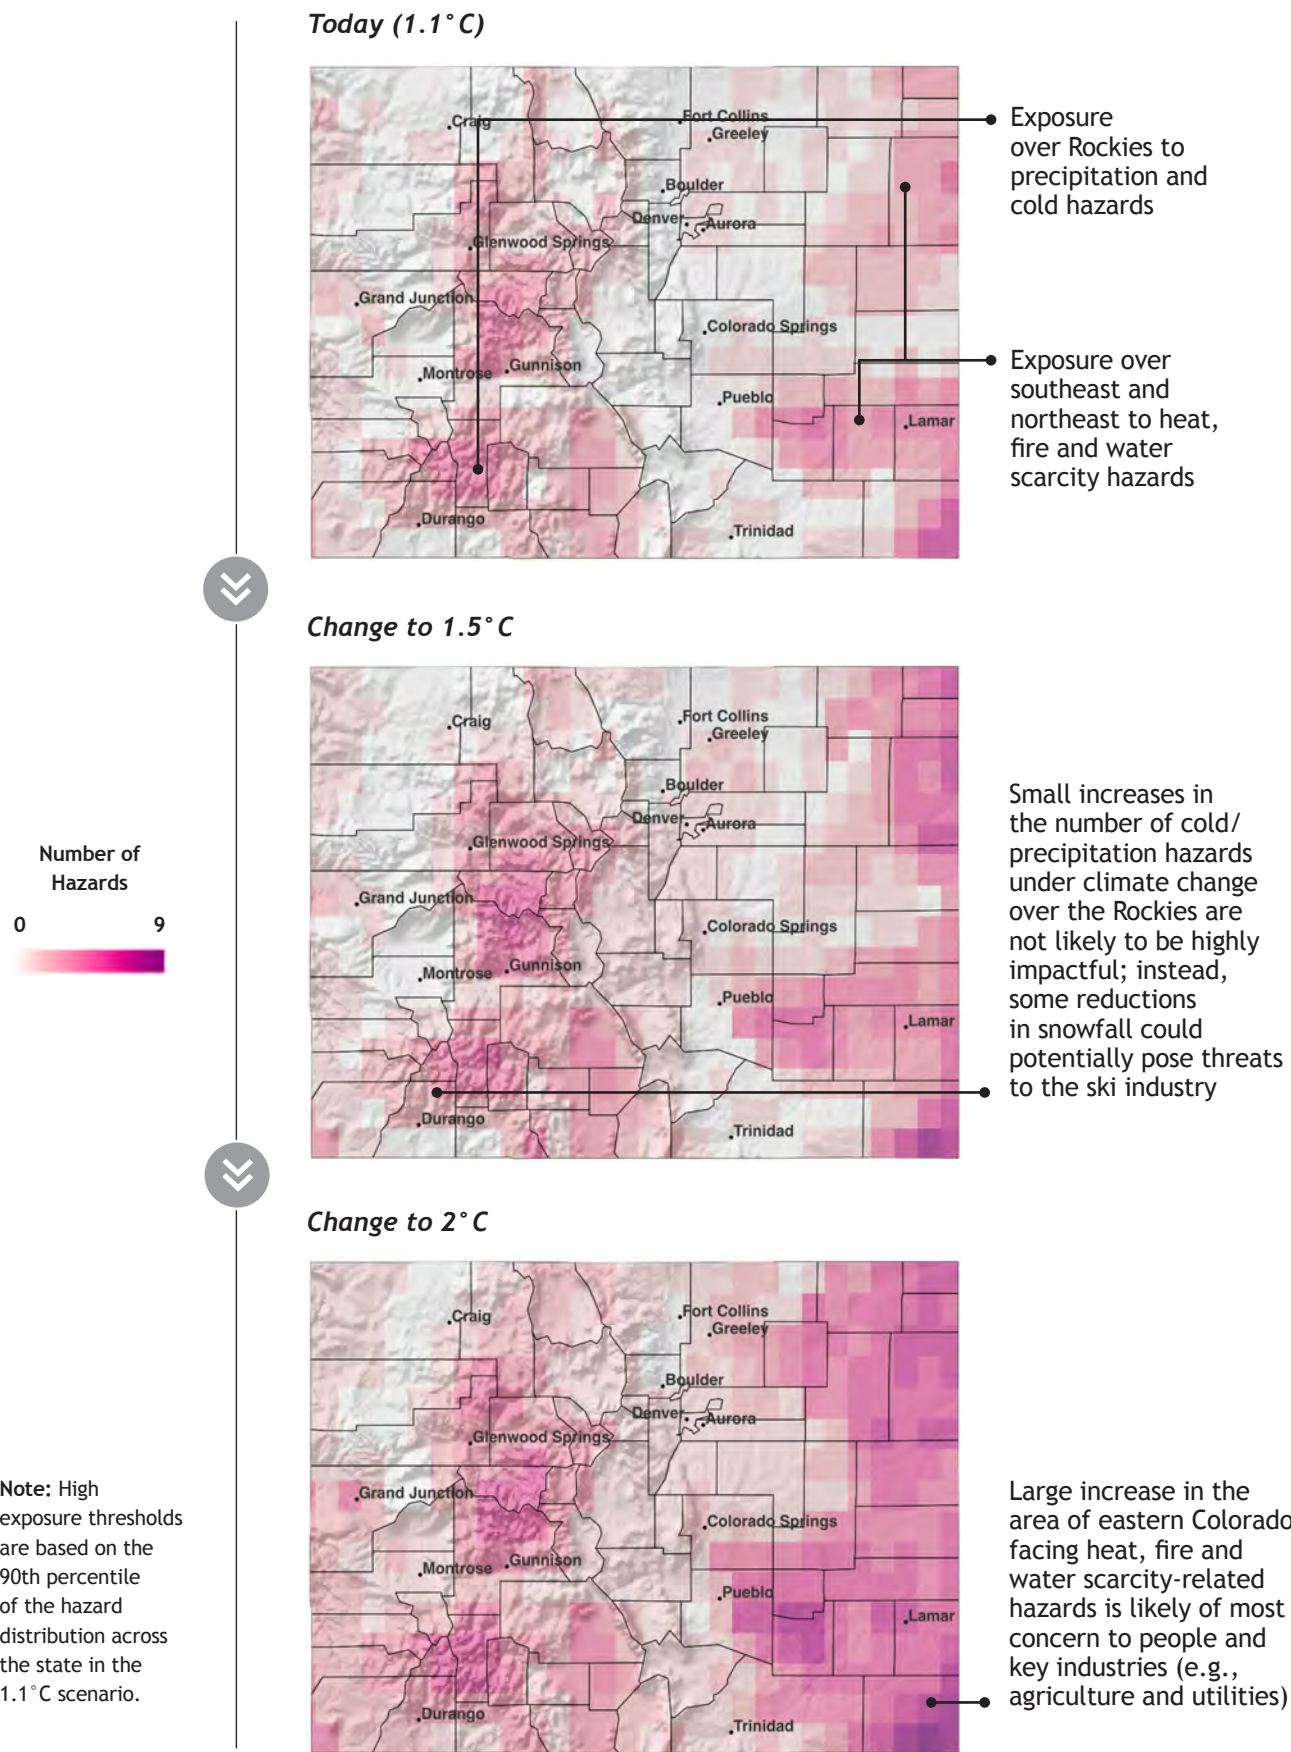 Today (1.1°C)
Craig
Fort Collins
Greeley
Boulder
Denver
Aurora
Glenwood Springs
Grand Junction
Colorado Springs
Gunnison
Montrose
Pueblo
Lamar
Durango
Trinidad
Exposure
over Rockies to
precipitation and
cold hazards
Exposure over
southeast and
northeast to heat,
fire and water
scarcity hazards
Change to 1.5°C
Craig
Fort Collins
Greeley
Boulder
Denver
Aurora
Glenwood Springs
Grand Junction
Colorado Springs
Gunnison
Montrose
Pueblo
Lamar
Durango
Trinidad
Number of
Hazards
0 9
Small increases in
the number of cold/
precipitation hazards
under climate change
over the Rockies are
not likely to be highly
impactful; instead,
some reductions
in snowfall could
potentially pose threats
to the ski industry
Change to 2°C
Craig
Fort Collins
Greeley
Boulder
Denver
Aurora
Glenwood Springs
Grand Junction
Colorado Springs
Gunnison
Montrose
Pueblo
Lamar
Durango
Trinidad
Note: High
exposure thresholds
are based on the
90th percentile
of the hazard
distribution across
the state in the
1.1°C scenario.
Large increase in the
area of eastern Colorado
facing heat, fire and
water scarcity-related
hazards is likely of most
concern to people and
key industries (e.g.,
agriculture and utilities)